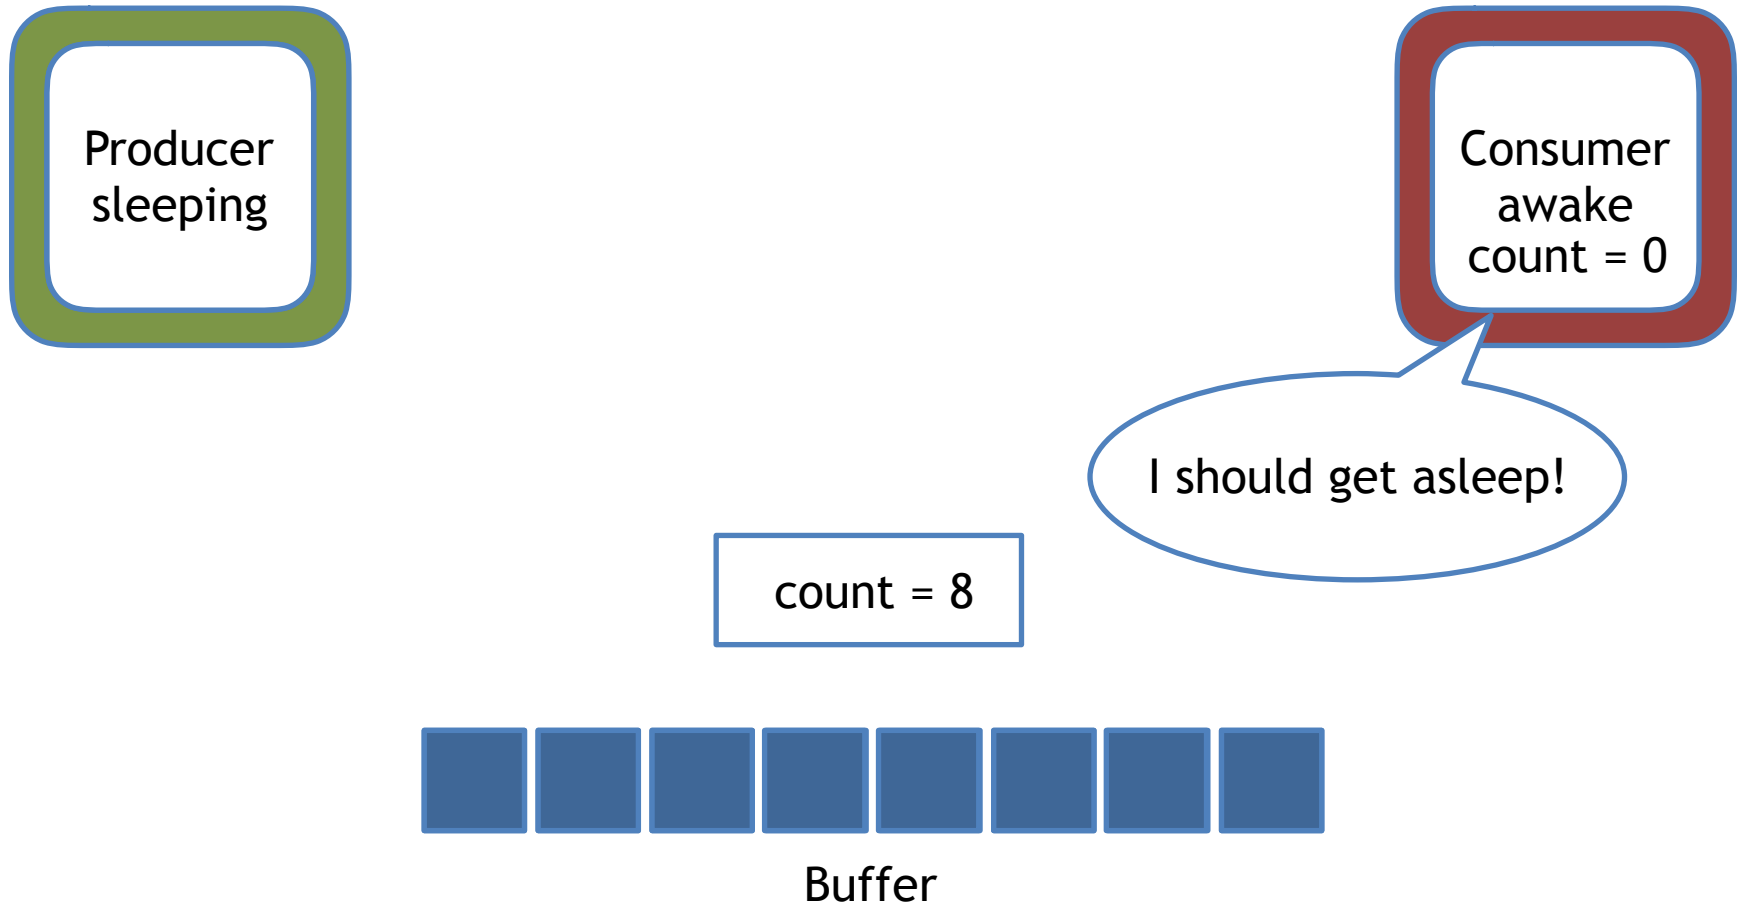 Producer
sleeping
Consumer
awake
count = 0
I should get asleep!
count = 8
Buffer